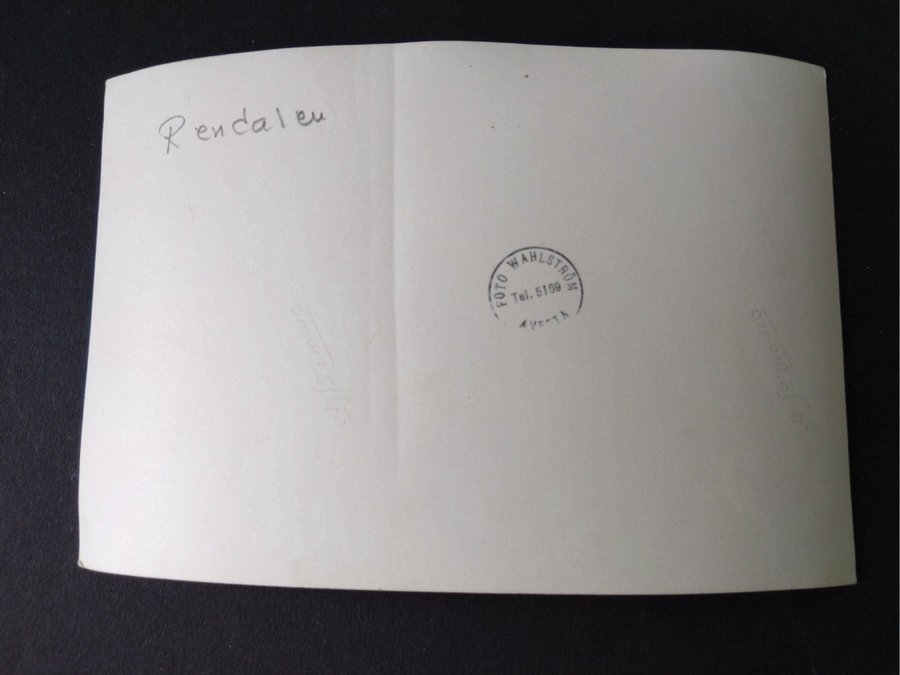 Rendalen
FOTO WAHLSTRÖM
Tel. 5169
AVESTA